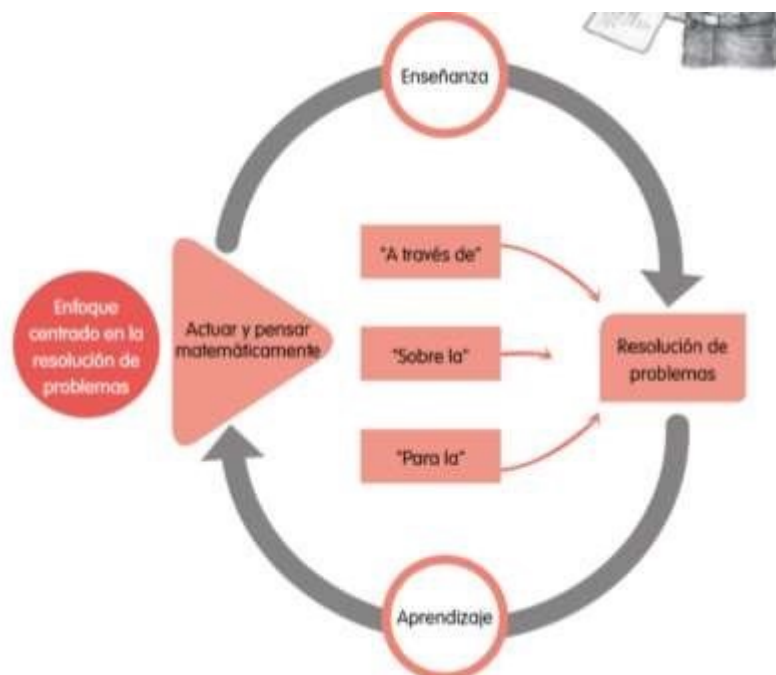 Enseñanza
"A través de"
Enfoque
centrado en la
resolución de
problemas
Actuar y pensar
matemáticamente
"Sobre la"
Resolución de
problemas
"Para la"
Aprendizaje